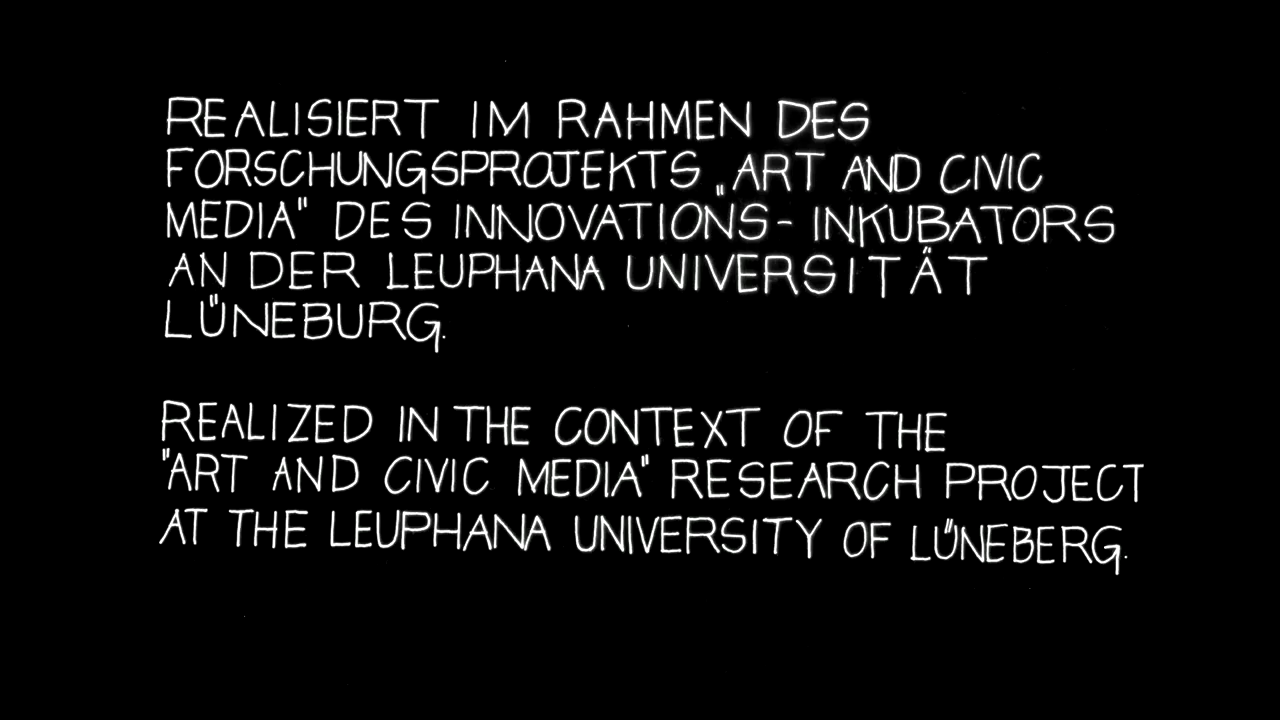 REALISIERT IM RAHMEN DES
FORSCHUNGSPROJEKTS „ART AND CIVIC
MEDIA" DES INNOVATIONS- INKUBATORS
AN DER LEUPHANA UNIVERSITÄT
LÜNEBURG.
REALIZED IN THE CONTEXT OF THE
"ART AND CIVIC MEDIA" RESEARCH PROJECT
AT THE LEUPHANA UNIVERSITY OF LÜNEBERG.